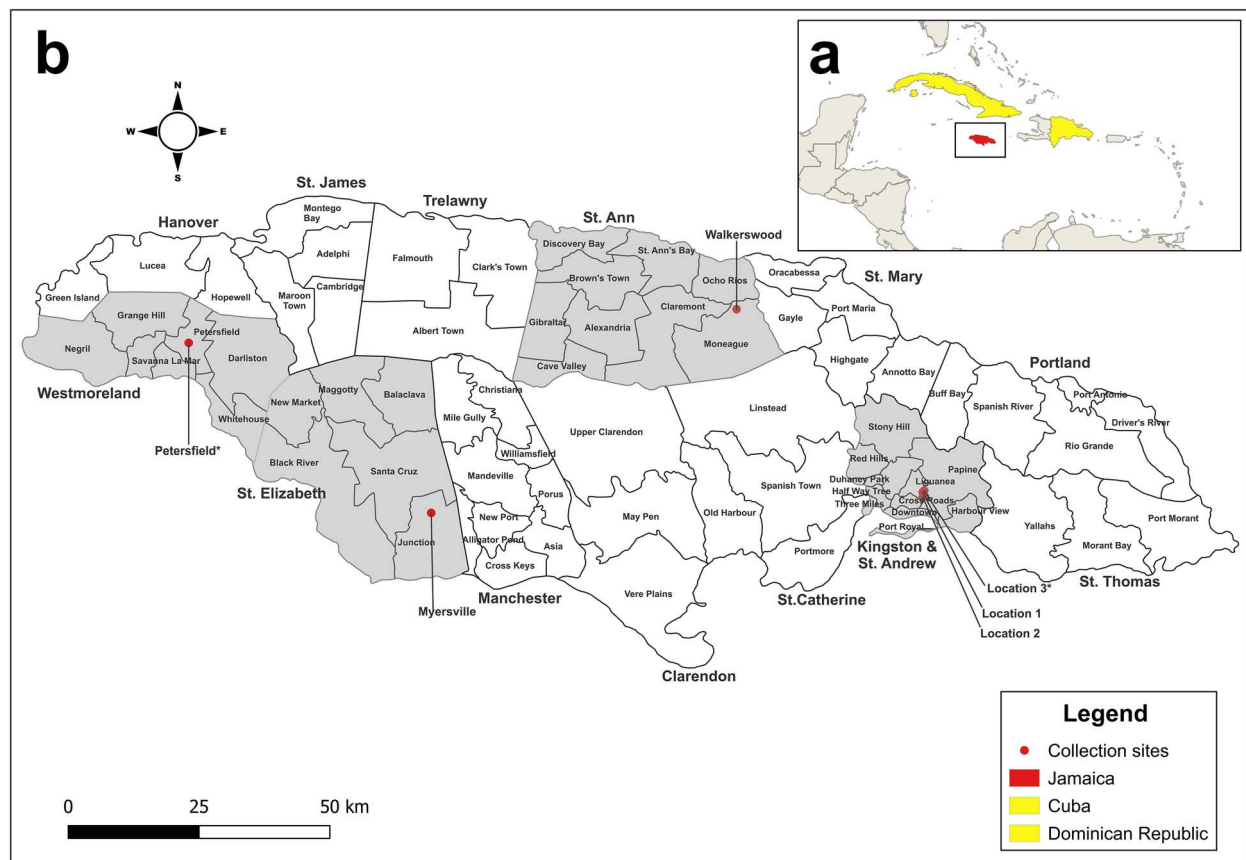 b
a
N
W
E
S
St. James
Trelawny
St. Ann
Hanover
Montego
Bay
Discovery Bay
St. Ann's Bay
Walkerswood
Lucea
Adelphi
Falmouth
Clark's Town
Brown's Town
Ocho Rios
Oracabessa
St. Mary
Green Island
Hopewell
Maroon
Town
Cambridge
Grange Hill
Petersfield
Albert Town
Gibraltar
Alexandria
Claremont
Gayle
Port Maria
Negril
Savanna La Mar
Darliston
Cave Valley
Moneague
Highgate
Annotto Bay
Portland
Westmoreland
Whitehouse
New Market
Maggotty
Balaclava
Christiana
Mile Gully
Linstead
Buff Bay
Spanish River
Port Antonio
Driver's River
Petersfield*
Black River
Santa Cruz
Williamsfield
Upper Clarendon
Stony Hill
Rio Grande
St. Elizabeth
Mandeville
Porus
Spanish Town
Red Hills
Papine
Duhaney Park
Liguanea
Half Way Tree
Cross Roads
Three Miles
Downtown
Harbour View
New Port
May Pen
Old Harbour
Port Royal
Yallahs
Port Morant
Junction
Alligator Pond
Asia
Cross Keys
Portmore
Kingston &
St. Andrew
Morant Bay
Myersville
Manchester
Vere Plains
St.Catherine
Location 3*
St. Thomas
Location 1
Location 2
Clarendon
0
25
50 km
Legend
Collection sites
Jamaica
Cuba
Dominican Republic